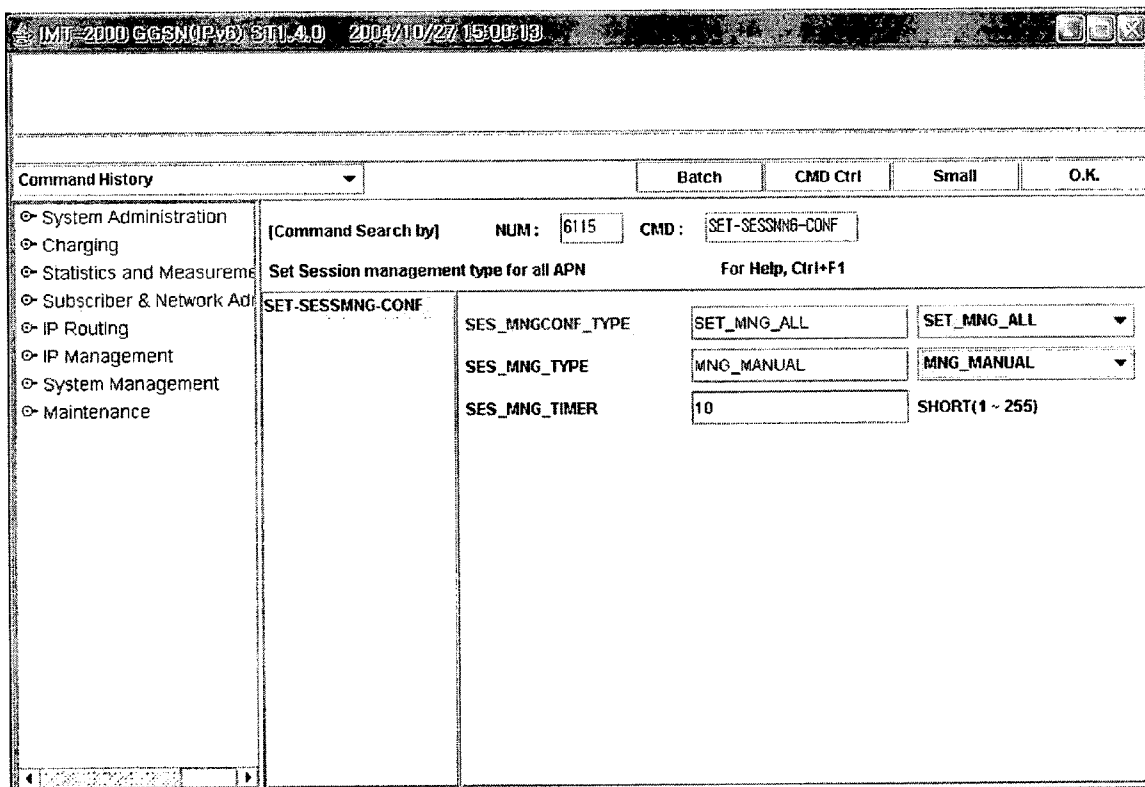 IMT-2000 GGSN(IPv6) ST1.4.0) 2004/10/27 15:00:13
Command History
Batch
CMD Ctrl
Small
O.K.
System Administration
Charging
Statistics and Measureme
Subscriber & Network Adr
IP Routing
IP Management
System Management
Maintenance
[Command Search by] NUM : 6115 CMD : SET-SESSMNG-CONF
Set Session management type for all APN For Help, Ctrl+F1
SET-SESSMNG-CONF
SES_MNGCONF_TYPE SET_MNG_ALL SET_MNG_ALL
SES_MNG_TYPE MNG_MANUAL MNG_MANUAL
SES_MNG_TIMER 10 SHORT(1 ~ 255)